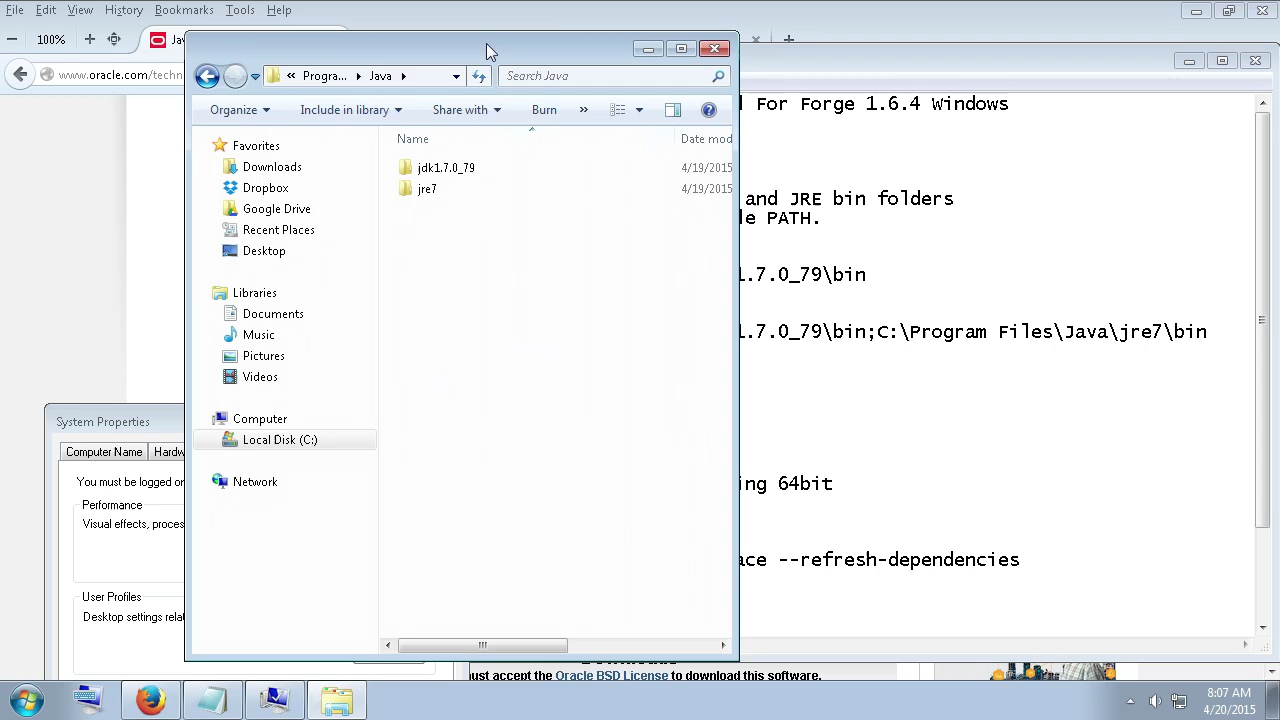 File Edit View History Bookmarks Tools Help
100%
www.oracle.com/techn
Progra... Java Search Java
Organize Include in library Share with Burn »
Favorites
Downloads
Dropbox
Google Drive
Recent Places
Desktop
Libraries
Documents
Music
Pictures
Videos
Computer
Local Disk (C:)
Network
Name Date mod
jdk1.7.0_79 4/19/2015
jre7 4/19/2015
For Forge 1.6.4 Windows
and JRE bin folders
PATH.
1.7.0_79\bin
1.7.0_79\bin;C:\Program Files\Java\jre7\bin
64bit
--refresh-dependencies
System Properties
Computer Name Hardw
You must be logged on
Performance
Visual effects, proces
User Profiles
Desktop settings rela
must accept the Oracle BSD License to download this software.
8:07 AM
4/20/2015